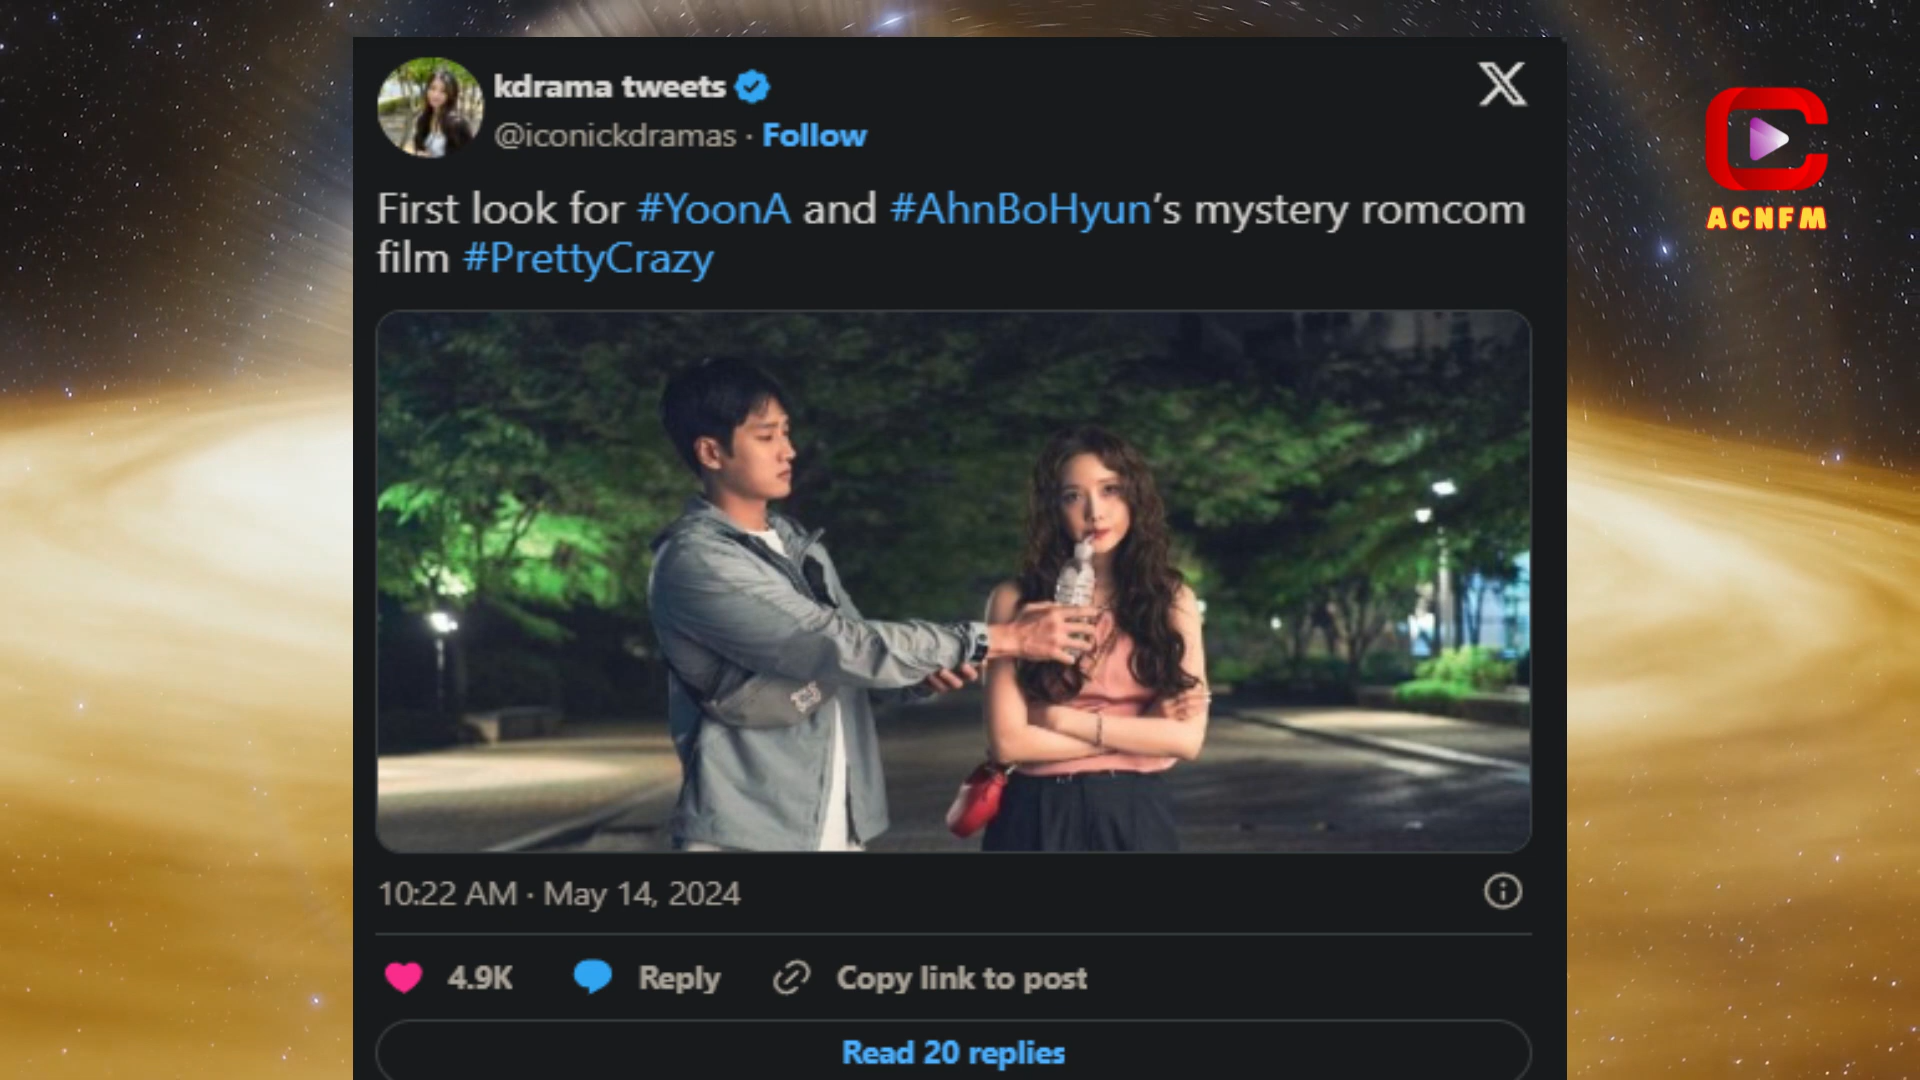 kdrama tweets
@iconickdramas · Follow
First look for #YoonA and #AhnBoHyun’s mystery romcom
film #PrettyCrazy
ACNFM
10:22 AM · May 14, 2024
4.9K Reply Copy link to post
Read 20 replies